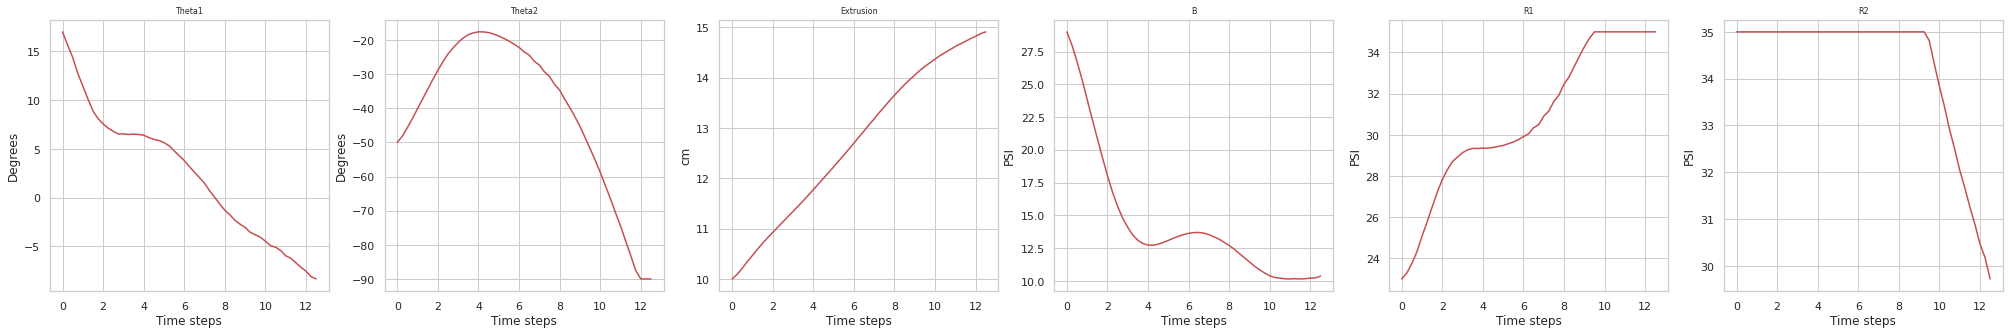 Theta1
15
10
5
0
−5
Degrees
0 2 4 6 8 10 12
Time steps
Theta2
−20
−30
−40
−50
−60
−70
−80
−90
Degrees
0 2 4 6 8 10 12
Time steps
Extrusion
15
14
13
12
11
10
cm
0 2 4 6 8 10 12
Time steps
B
27.5
25.0
22.5
20.0
17.5
15.0
12.5
10.0
PSI
0 2 4 6 8 10 12
Time steps
R1
34
32
30
28
26
24
PSI
0 2 4 6 8 10 12
Time steps
R2
35
34
33
32
31
30
PSI
0 2 4 6 8 10 12
Time steps